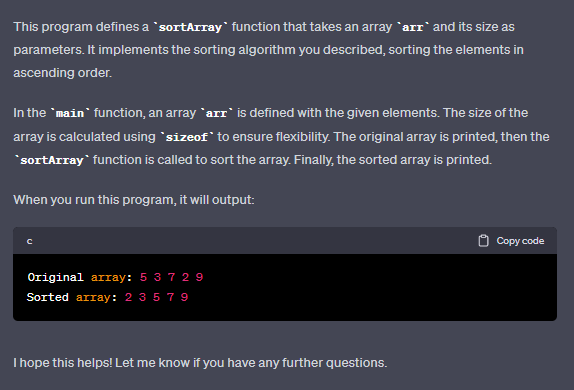 This program defines a `sortArray` function that takes an array `arr` and its size as
parameters. It implements the sorting algorithm you described, sorting the elements in
ascending order.
In the `main` function, an array `arr` is defined with the given elements. The size of the
array is calculated using `sizeof` to ensure flexibility. The original array is printed, then the
`sortArray` function is called to sort the array. Finally, the sorted array is printed.
When you run this program, it will output:
c Copy code
Original array: 5 3 7 2 9
Sorted array: 2 3 5 7 9
I hope this helps! Let me know if you have any further questions.